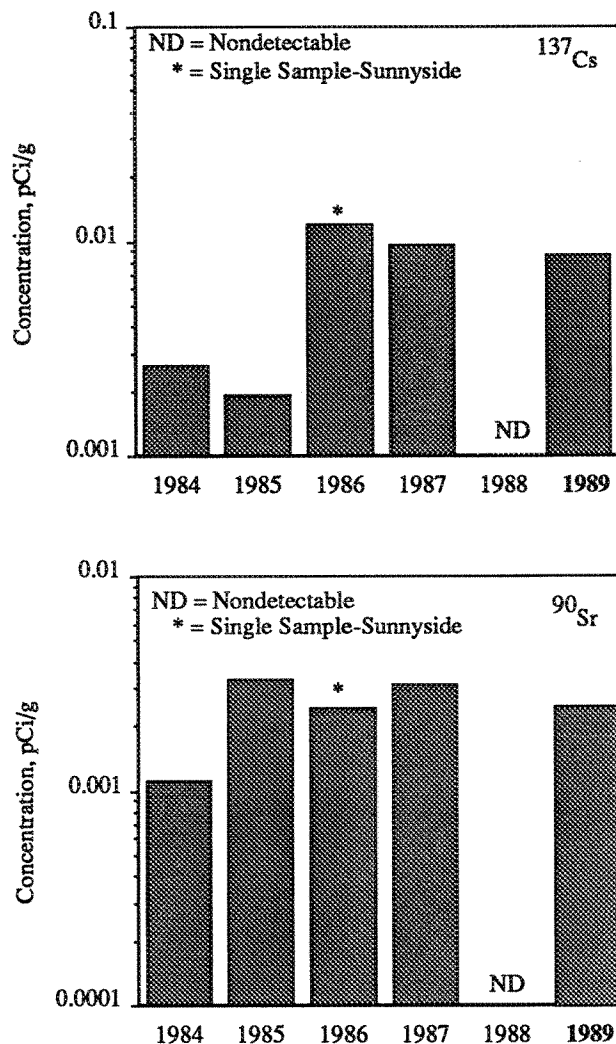 0.1
ND = Nondetectable
* = Single Sample-Sunnyside
137Cs
Concentration, pCi/g
*
0.01
ND
0.001
1984 1985 1986 1987 1988 1989
0.01
ND = Nondetectable
* = Single Sample-Sunnyside
90Sr
Concentration, pCi/g
*
0.001
ND
0.0001
1984 1985 1986 1987 1988 1989